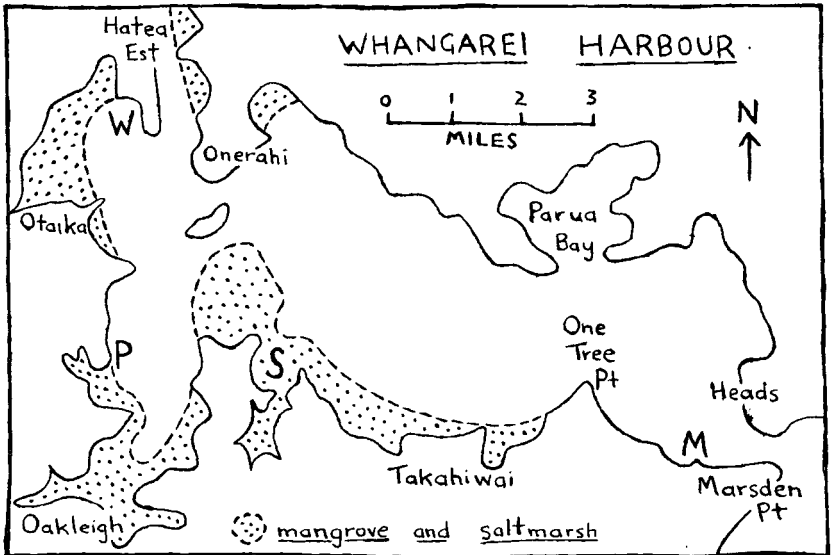 Hatea
Est
WHANGAREI HARBOUR.
0 1 2 3
MILES
N
W
Onerahi
Otaika
Parua
Bay
P
S
One
Tree
Pt
Heads
M
Takahiwai
Marsden
Pt
Oakleigh
mangrove and saltmarsh